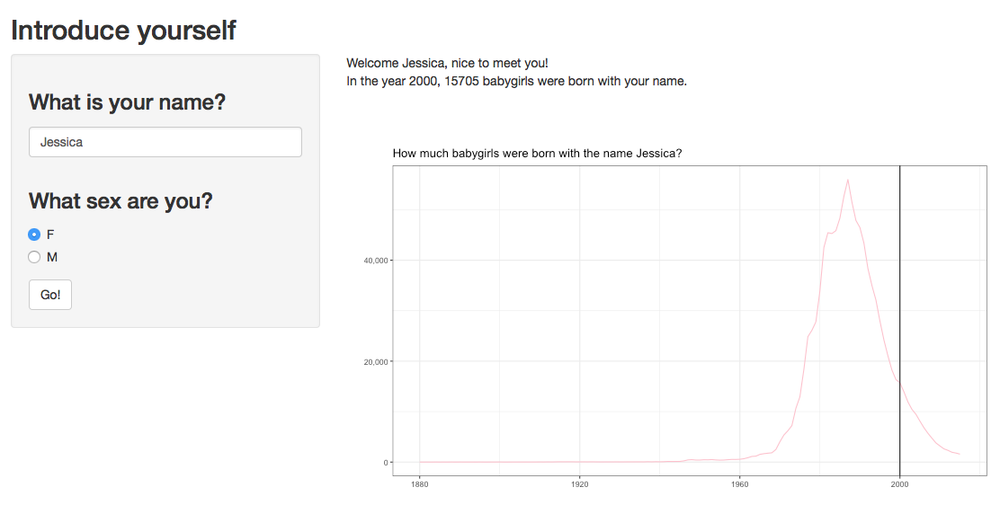 Introduce yourself
What is your name?
Jessica
What sex are you?
F
M
Go!
Welcome Jessica, nice to meet you!
In the year 2000, 15705 babygirls were born with your name.
How much babygirls were born with the name Jessica?
40,000
20,000
0
1880 1920 1960 2000